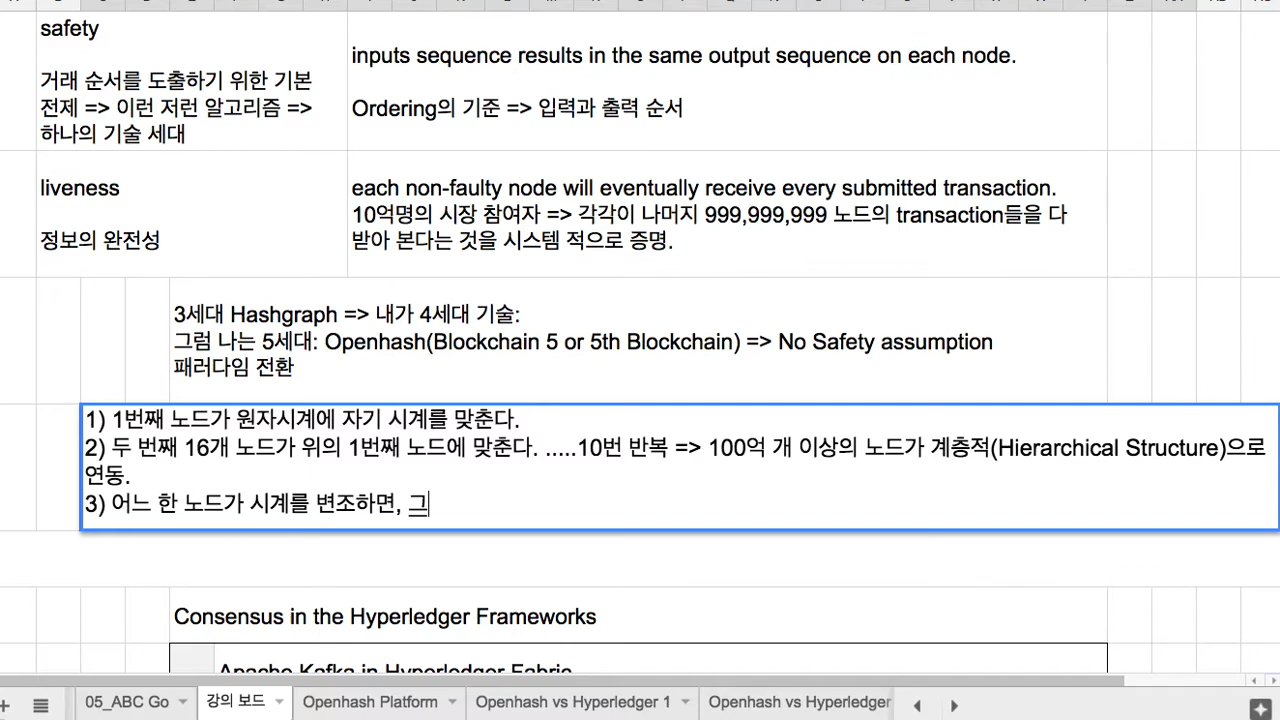 safety
거래 순서를 도출하기 위한 기본
전제 => 이런 저런 알고리즘 =>
하나의 기술 세대
inputs sequence results in the same output sequence on each node.
Ordering의 기준 => 입력과 출력 순서
liveness
정보의 완전성
each non-faulty node will eventually receive every submitted transaction.
10억명의 시장 참여자 => 각각이 나머지 999,999,999 노드의 transaction들을 다
받아 본다는 것을 시스템 적으로 증명.
3세대 Hashgraph => 내가 4세대 기술:
그럼 나는 5세대: Openhash(Blockchain 5 or 5th Blockchain) => No Safety assumption
패러다임 전환
1) 1번째 노드가 원자시계에 자기 시계를 맞춘다.
2) 두 번째 16개 노드가 위의 1번째 노드에 맞춘다. .....10번 반복 => 100억 개 이상의 노드가 계층적(Hierarchical Structure)으로
연동.
3) 어느 한 노드가 시계를 변조하면, 그
Consensus in the Hyperledger Frameworks
Apache Kafka in Hyperledger Fabric
05_ABC Go
강의 보드
Openhash Platform
Openhash vs Hyperledger 1
Openhash vs Hyperledger